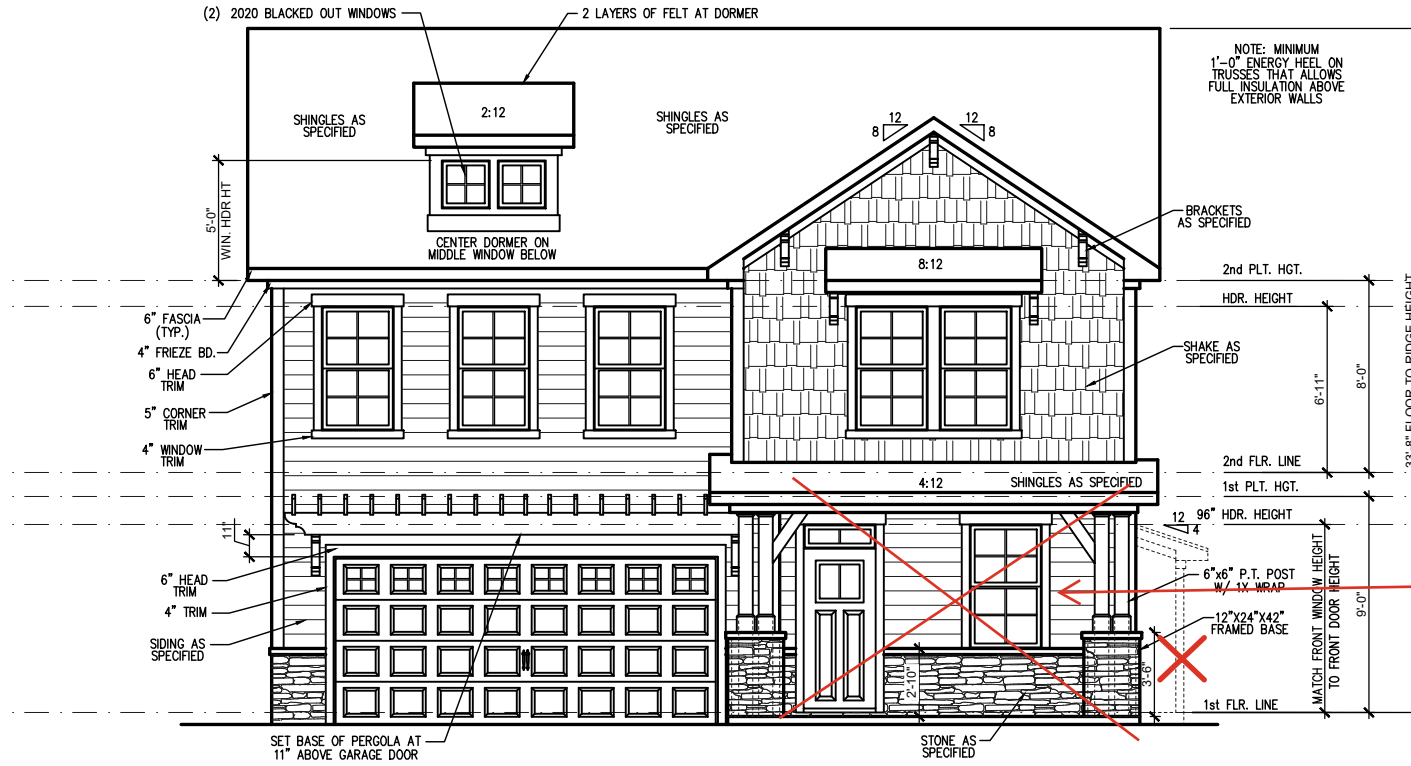 (2) 2020 BLACKED OUT WINDOWS
2 LAYERS OF FELT AT DORMER
NOTE: MINIMUM
1'-0" ENERGY HEEL ON
TRUSSES THAT ALLOWS
FULL INSULATION ABOVE
EXTERIOR WALLS
2:12
SHINGLES AS
SPECIFIED
SHINGLES AS
SPECIFIED
12
8
12
8
5'-0"
WIN. HDR HT
BRACKETS
AS SPECIFIED
CENTER DORMER ON
MIDDLE WINDOW BELOW
8:12
2nd PLT. HGT.
HDR. HEIGHT
6" FASCIA
(TYP.)
4" FRIEZE BD.
6" HEAD
TRIM
5" CORNER
TRIM
4" WINDOW
TRIM
SHAKE AS
SPECIFIED
6'-11"
8'-0"
33'-8" FLOOR TO RIDGE HEIGHT
2nd FLR. LINE
4:12
SHINGLES AS SPECIFIED
1st PLT. HGT.
96" HDR. HEIGHT
12
4
11"
6" HEAD
TRIM
4" TRIM
SIDING AS
SPECIFIED
6"x6" P.T. POST
W/ 1X WRAP
12"X24"X42"
FRAMED BASE
MATCH FRONT WINDOW HEIGHT
TO FRONT DOOR HEIGHT
9'-0"
2'-10"
3'-6"
1st FLR. LINE
SET BASE OF PERGOLA AT
11" ABOVE GARAGE DOOR
STONE AS
SPECIFIED